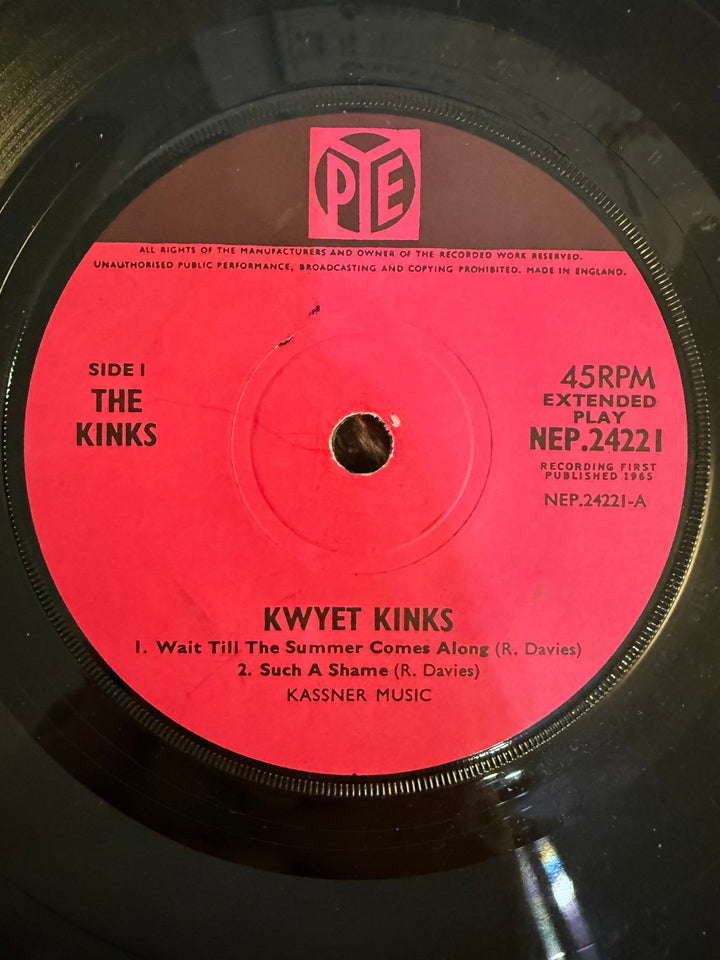 PYE
ALL RIGHTS OF THE MANUFACTURERS AND OWNER OF THE RECORDED WORK RESERVED.
UNAUTHORISED PUBLIC PERFORMANCE, BROADCASTING AND COPYING PROHIBITED. MADE IN ENGLAND.
SIDE 1
THE
KINKS
45RPM
EXTENDED
PLAY
NEP.24221
RECORDING FIRST
PUBLISHED 1965
NEP.24221-A
KWYET KINKS
1. Wait Till The Summer Comes Along (R. Davies)
2. Such A Shame (R. Davies)
KASSNER MUSIC